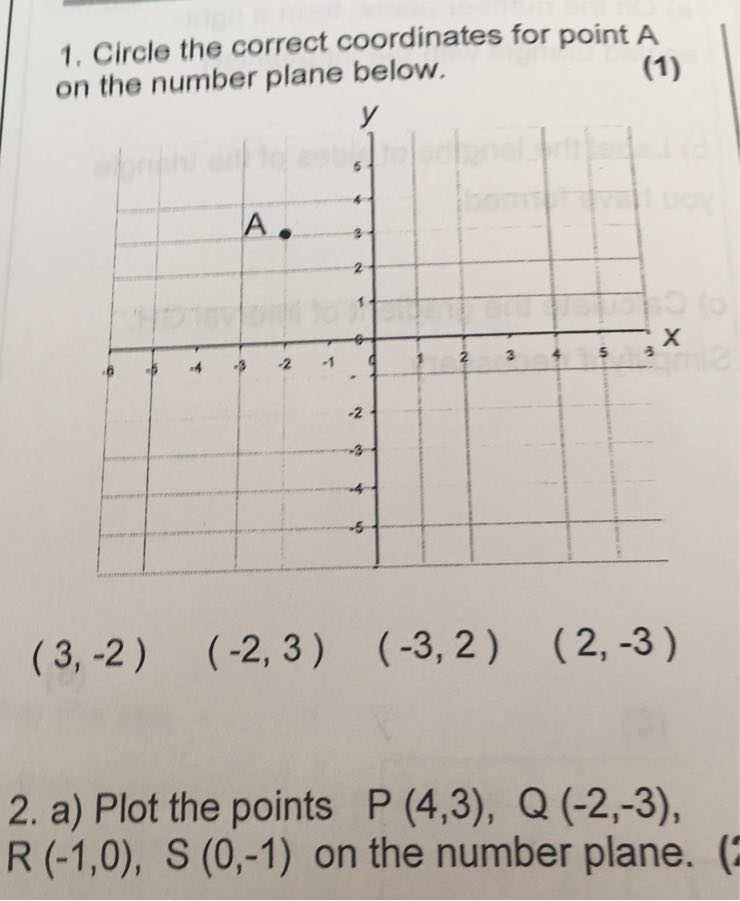 1. Circle the correct coordinates for point A
on the number plane below. (1)
y
5
4
A
3
2
1
0
x
-6 -5 -4 -3 -2 -1 0 1 2 3 4 5
-2
-3
-4
-5
( 3, -2 ) ( -2, 3 ) ( -3, 2 ) ( 2, -3 )
2. a) Plot the points P (4,3), Q (-2,-3),
R (-1,0), S (0,-1) on the number plane.